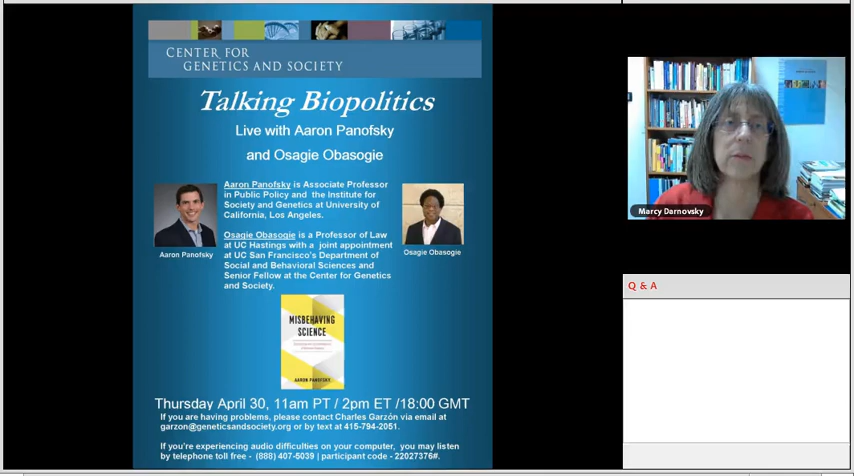 CENTER FOR
GENETICS AND SOCIETY
Talking Biopolitics
Live with Aaron Panofsky
and Osagie Obasogie
Aaron Panofsky is Associate Professor
in Public Policy and the Institute for
Society and Genetics at University of
California, Los Angeles.
Osagie Obasogie is a Professor of Law
at UC Hastings with a joint appointment
at UC San Francisco's Department of
Social and Behavioral Sciences and
Senior Fellow at the Center for Genetics
and Society.
Aaron Panofsky
Osagie Obasogie
MISBEHAVING
SCIENCE
AARON PANOFSKY
Thursday April 30, 11am PT / 2pm ET /18:00 GMT
If you are having problems, please contact Charles Garzón via email at
garzon@geneticsandsociety.org or by text at 415-794-2051.
If you're experiencing audio difficulties on your computer, you may listen
by telephone toll free - (888) 407-5039 | participant code - 22027376#.
Marcy Darnovsky
Q & A